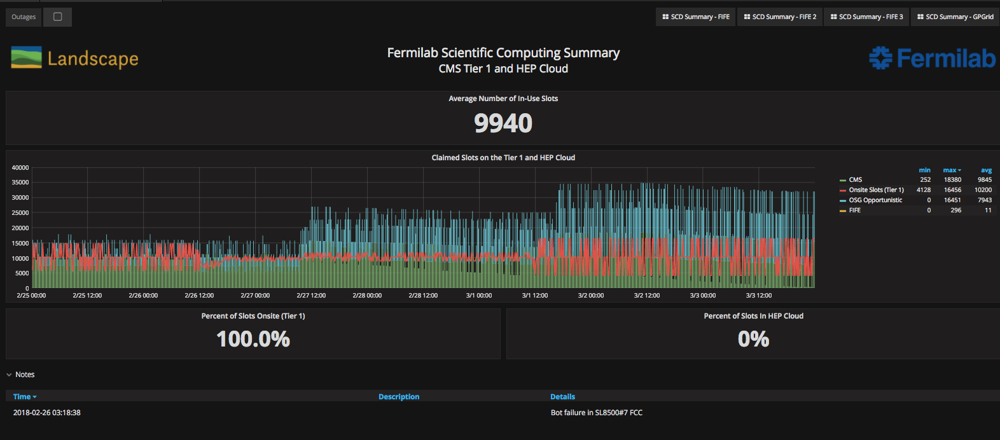 Outages
SCD Summary - FIFE
SCD Summary - FIFE 2
SCD Summary - FIFE 3
SCD Summary - GPGrid
Landscape
Fermilab Scientific Computing Summary
CMS Tier 1 and HEP Cloud
Fermilab
Average Number of In-Use Slots
9940
Claimed Slots on the Tier 1 and HEP Cloud
40000
35000
30000
25000
20000
15000
10000
5000
0
2/25 00:00 2/25 12:00 2/26 00:00 2/26 12:00 2/27 00:00 2/27 12:00 2/28 00:00 2/28 12:00 3/1 00:00 3/1 12:00 3/2 00:00 3/2 12:00 3/3 00:00 3/3 12:00
min max avg
CMS 252 18380 9845
Onsite Slots (Tier 1) 4128 16456 10200
OSG Opportunistic 0 16451 7943
FIFE 0 296 11
Percent of Slots Onsite (Tier 1)
100.0%
Percent of Slots In HEP Cloud
0%
Notes
Time Description Details
2018-02-26 03:18:38 Bot failure in SL8500#7 FCC